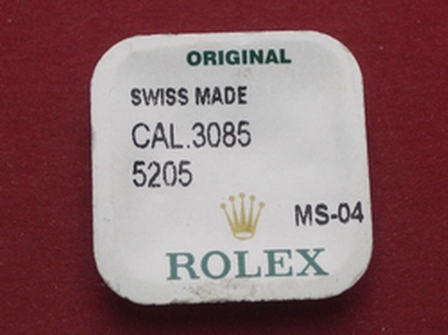 ORIGINAL
SWISS MADE
CAL.3085
5205
MS-04
ROLEX